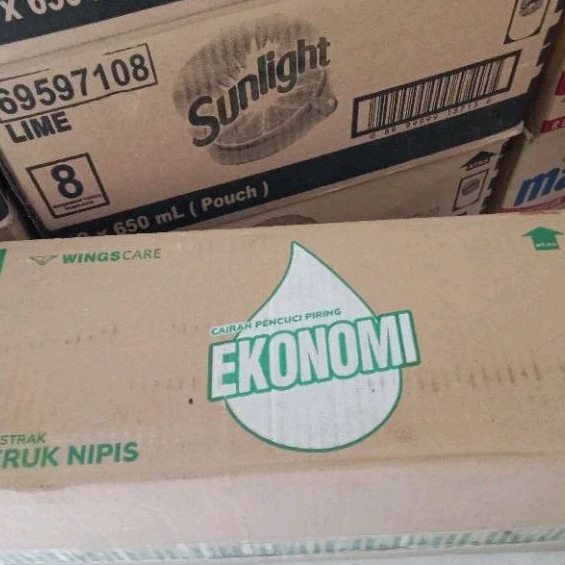 69597108
LIME
Sunlight
8
x 650 mL ( Pouch )
WINGSCARE
CAIRAN PENCUCI PIRING
EKONOMI
STRAK
RUK NIPIS